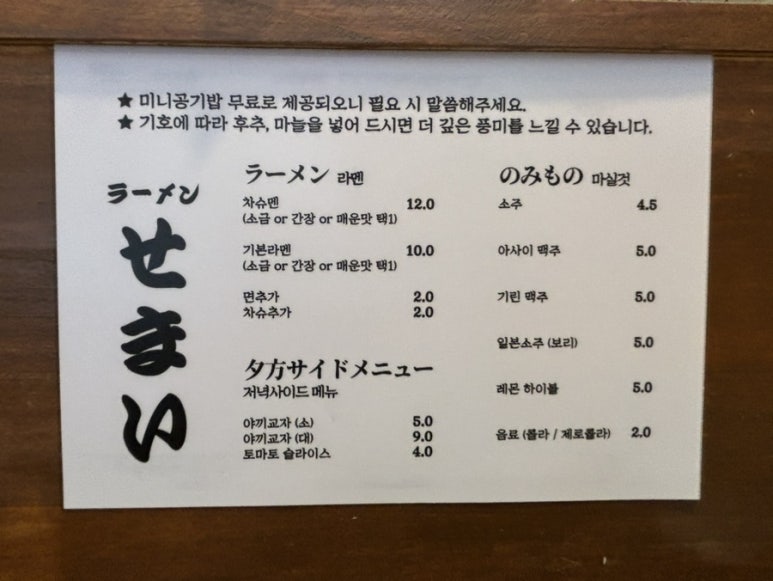 ★ 미니공기밥 무료로 제공되오니 필요 시 말씀해주세요.
★ 기호에 따라 후추, 마늘을 넣어 드시면 더 깊은 풍미를 느낄 수 있습니다.
ラーメン
せまい
ラーメン 라멘
차슈멘 12.0
(소금 or 간장 or 매운맛 택1)
기본라멘 10.0
(소금 or 간장 or 매운맛 택1)
면추가 2.0
차슈추가 2.0
夕方サイドメニュー
저녁사이드 메뉴
야끼교자 (소) 5.0
야끼교자 (대) 9.0
토마토 슬라이스 4.0
のみもの 마실것
소주 4.5
아사이 맥주 5.0
기린 맥주 5.0
일본소주 (보리) 5.0
레몬 하이볼 5.0
음료 (콜라 / 제로콜라) 2.0